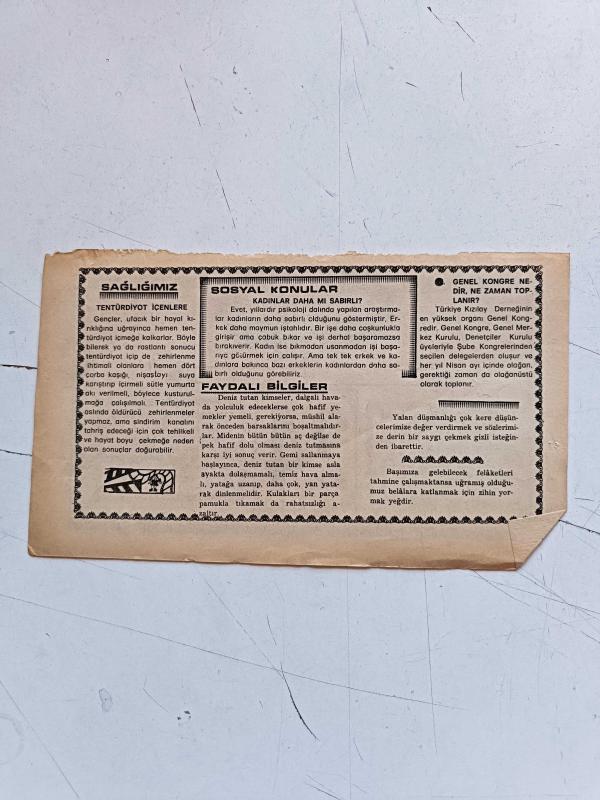 SAĞLIĞIMIZ
TENTÜRDİYOT İÇENLERE
Gençler, ufacık bir hayal kı-
rıklığına uğrayınca hemen ten-
türdiyot içmeğe kalkarlar. Böyle
bilerek ya da rastlantı sonucu
tentürdiyot içip de zehirlenme
ihtimali olanlara hemen dört
çorba kaşığı, nişastayı suya
karıştırıp içirmeli sütle yumurta
akı verilmeli, böylece kusturul-
mağa çalışılmalı. Tentürdiyot
aslında öldürücü zehirlenmeler
yapmaz, ama sindirim kanalını
tahriş edeceği için çok tehlikeli
ve hayat boyu çekmeğe neden
olan sonuçlar doğurabilir.
SOSYAL KONULAR
KADINLAR DAHA MI SABIRLI?
Evet, yıllardır psikoloji dalında yapılan araştırma-
lar kadınların daha sabırlı olduğunu göstermiştir. Er-
kek daha maymun iştahlıdır. Bir işe daha coşkunlukla
girişir ama çabuk bıkar ve işi derhal başaramazsa
bırakıverir. Kadın ise bıkmadan usanmadan işi başa-
rıya götürmek için çalışır. Ama tek tek erkek ve ka-
dınlara bakınca bazı erkeklerin kadınlardan daha sa-
bırlı olduğunu görebiliriz.
FAYDALI BİLGİLER
Deniz tutan kimseler, dalgalı hava-
da yolculuk edeceklerse çok hafif ye-
mekler yemeli, gerekiyorsa, müshil ala-
rak önceden barsaklarını boşaltmalıdır-
lar. Midenin bütün bütün aç değilse de
pek hafif dolu olması deniz tutmasına
karşı iyi sonuç verir. Gemi sallanmaya
başlayınca, deniz tutan bir kimse asla
ayakta dolaşmamalı, temiz hava alma-
lı, yatağa uzanıp, daha çok, yan yata-
rak dinlenmelidir. Kulakları bir parça
pamukla tıkamak da rahatsızlığı a-
zaltır.
● GENEL KONGRE NE-
DİR, NE ZAMAN TOP-
LANIR?
Türkiye Kızılay Derneğinin
en yüksek organı Genel Kong-
redir. Genel Kongre, Genel Mer-
kez Kurulu, Denetçiler Kurulu
üyeleriyle Şube Kongrelerinden
seçilen delegelerden oluşur ve
her yıl Nisan ayı içinde olağan,
gerektiği zaman da olağanüstü
olarak toplanır.
Yalan düşmanlığı çok kere düşün-
celerimize değer verdirmek ve sözlerimi-
ze derin bir saygı çekmek gizli isteğin-
den ibarettir.
Başımıza gelebilecek felâketleri
tahmine çalışmaktansa uğramış olduğu-
muz belâlara katlanmak için zihin yor-
mak yeğdir.